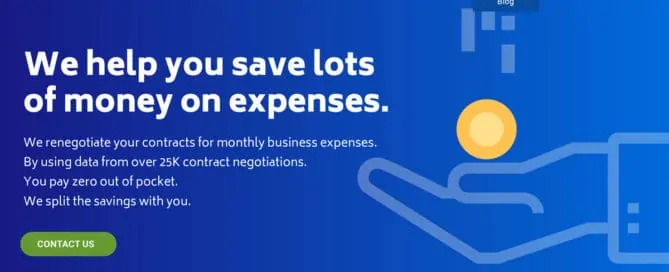 Blog
We help you save lots
of money on expenses.
We renegotiate your contracts for monthly business expenses.
By using data from over 25K contract negotiations.
You pay zero out of pocket.
We split the savings with you.
CONTACT US